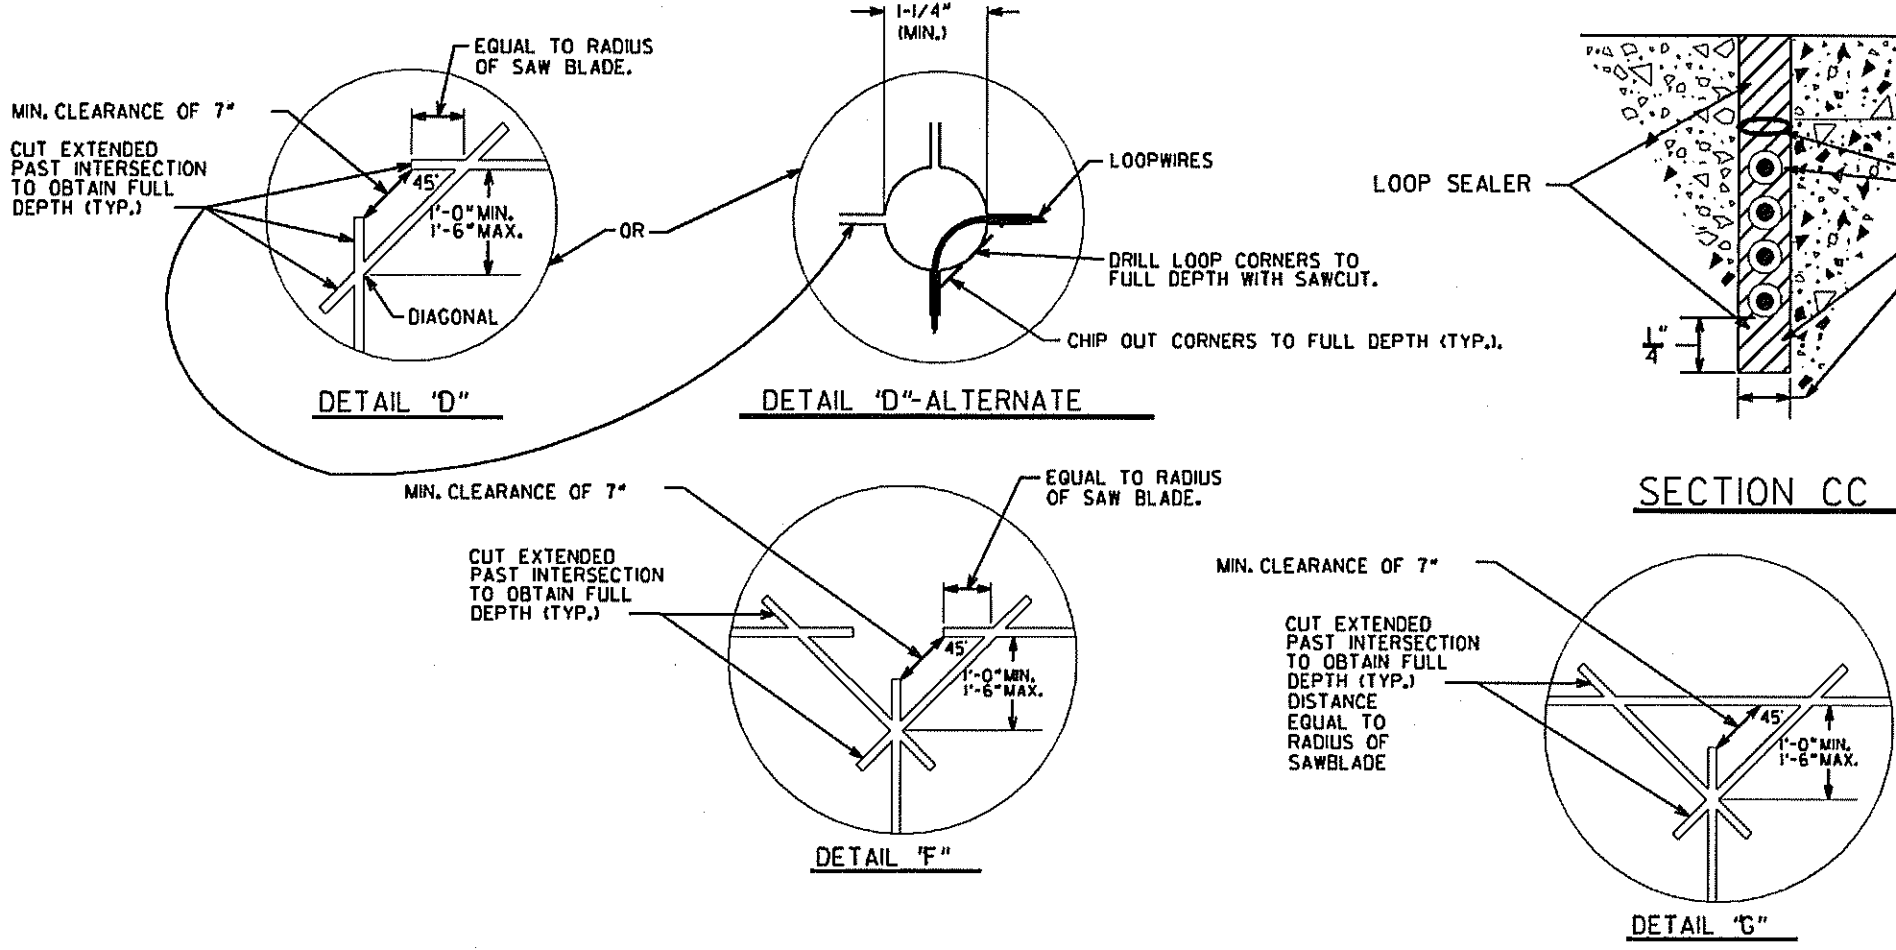 1-1/4"
(MIN.)
EQUAL TO RADIUS
OF SAW BLADE.
MIN. CLEARANCE OF 7"
CUT EXTENDED
PAST INTERSECTION
TO OBTAIN FULL
DEPTH (TYP.)
45°
1'-0" MIN.
1'-6" MAX.
DIAGONAL
OR
DETAIL "D"
LOOPWIRES
DRILL LOOP CORNERS TO
FULL DEPTH WITH SAWCUT.
CHIP OUT CORNERS TO FULL DEPTH (TYP.).
DETAIL "D"-ALTERNATE
LOOP SEALER
1"
4
SECTION CC
MIN. CLEARANCE OF 7"
EQUAL TO RADIUS
OF SAW BLADE.
CUT EXTENDED
PAST INTERSECTION
TO OBTAIN FULL
DEPTH (TYP.)
45°
1'-0" MIN.
1'-6" MAX.
DETAIL "F"
MIN. CLEARANCE OF 7"
CUT EXTENDED
PAST INTERSECTION
TO OBTAIN FULL
DEPTH (TYP.)
DISTANCE
EQUAL TO
RADIUS OF
SAWBLADE
45°
1'-0" MIN.
1'-6" MAX.
DETAIL "G"